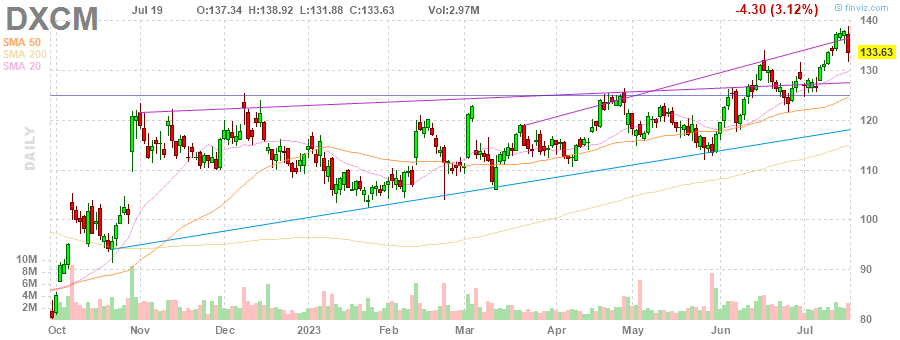 © finviz.com
DXCM Jul 19 O:137.34 H:138.92 L:131.88 C:133.63 Vol:2.97M -4.30 (3.12%)
SMA 50
SMA 200
SMA 20
DAILY
140
133.63
130
120
110
100
90
80
10M
8M
6M
4M
2M
Oct Nov Dec 2023 Feb Mar Apr May Jun Jul